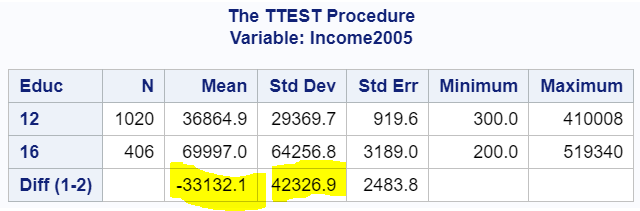 The TTEST Procedure
Variable: Income2005
Educ N Mean Std Dev Std Err Minimum Maximum
12 1020 36864.9 29369.7 919.6 300.0 410008
16 406 69997.0 64256.8 3189.0 200.0 519340
Diff (1-2) -33132.1 42326.9 2483.8